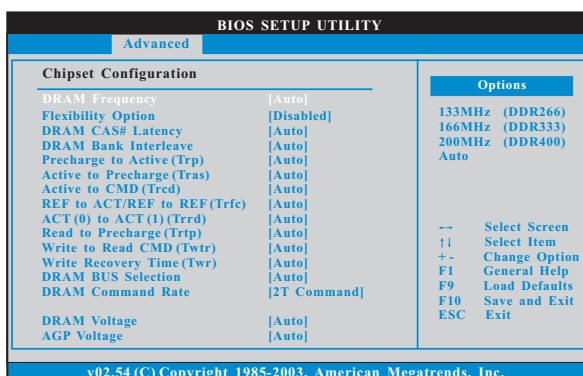 BIOS SETUP UTILITY
Advanced
Chipset Configuration
DRAM Frequency [Auto]
Flexibility Option [Disabled]
DRAM CAS# Latency [Auto]
DRAM Bank Interleave [Auto]
Precharge to Active (Trp) [Auto]
Active to Precharge (Tras) [Auto]
Active to CMD (Trcd) [Auto]
REF to ACT/REF to REF (Trfc) [Auto]
ACT (0) to ACT (1) (Trrd) [Auto]
Read to Precharge (Trtp) [Auto]
Write to Read CMD (Twtr) [Auto]
Write Recovery Time (Twr) [Auto]
DRAM BUS Selection [Auto]
DRAM Command Rate [2T Command]
DRAM Voltage [Auto]
AGP Voltage [Auto]
Options
133MHz (DDR266)
166MHz (DDR333)
200MHz (DDR400)
Auto
←→ Select Screen
↑↓ Select Item
+- Change Option
F1 General Help
F9 Load Defaults
F10 Save and Exit
ESC Exit
v02.54 (C) Copyright 1985-2003, American Megatrends, Inc.